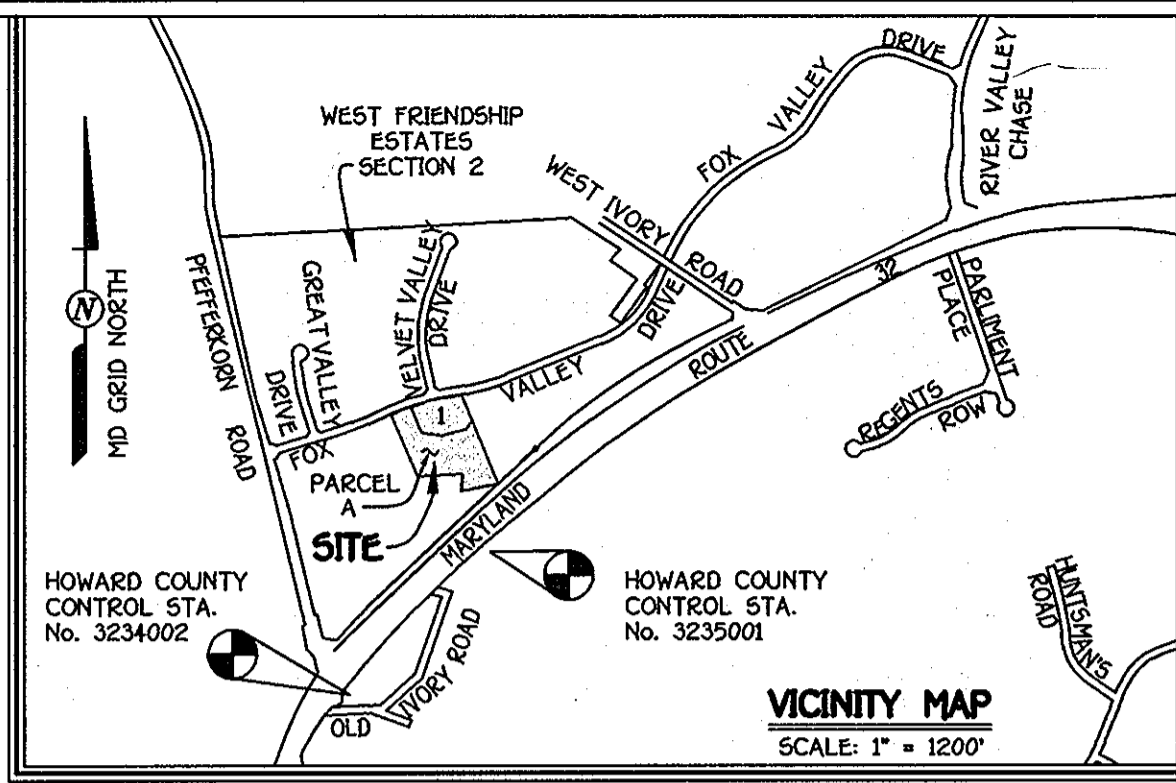 WEST FRIENDSHIP
ESTATES
SECTION 2
FOX VALLEY DRIVE
RIVER VALLEY
CHASE
WEST IVORY ROAD
MD GRID NORTH
N
PFEFFERKORN ROAD
GREAT VALLEY
DRIVE
VELVET VALLEY
DRIVE
FOX VALLEY DRIVE
1
PARCEL
A
SITE
MARYLAND ROUTE 32
PARLIMENT
PLACE
REGENTS
ROW
HOWARD COUNTY
CONTROL STA.
No. 3234002
HOWARD COUNTY
CONTROL STA.
No. 3235001
OLD IVORY ROAD
HUNTSMAN'S
ROAD
VICINITY MAP
SCALE: 1" = 1200'